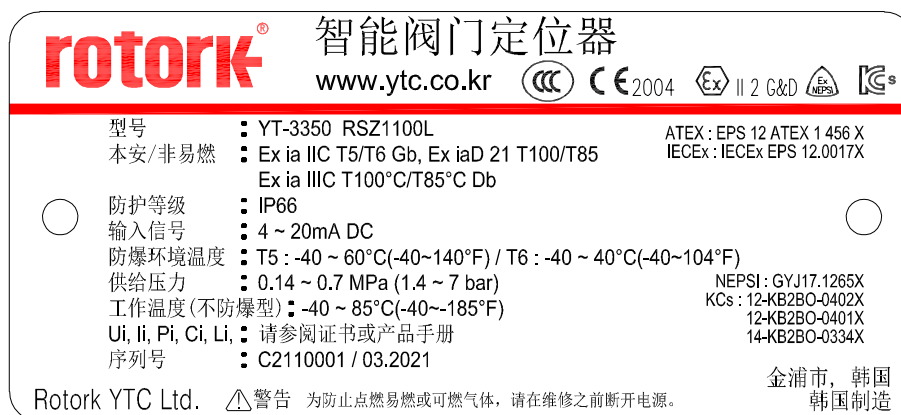 rotork® 智能阀门定位器
www.ytc.co.kr CCC CE 2004 Ex II 2 G&D Ex NEPSI KCs
型号 : YT-3350 RSZ1100L
ATEX : EPS 12 ATEX 1 456 X
本安/非易燃 : Ex ia IIC T5/T6 Gb, Ex iaD 21 T100/T85
IECEx : IECEx EPS 12.0017X
Ex ia IIIC T100°C/T85°C Db
防护等级 : IP66
输入信号 : 4 ~ 20mA DC
防爆环境温度 : T5 : -40 ~ 60°C(-40~140°F) / T6 : -40 ~ 40°C(-40~104°F)
供给压力 : 0.14 ~ 0.7 MPa (1.4 ~ 7 bar)
NEPSI : GYJ17.1265X
KCs : 12-KB2BO-0402X
工作温度(不防爆型) : -40 ~ 85°C(-40~-185°F)
12-KB2BO-0401X
Ui, Ii, Pi, Ci, Li, : 请参阅证书或产品手册
14-KB2BO-0334X
序列号 : C2110001 / 03.2021
金浦市, 韩国
Rotork YTC Ltd. ⚠警告 为防止点燃易燃或可燃气体，请在维修之前断开电源。
韩国制造